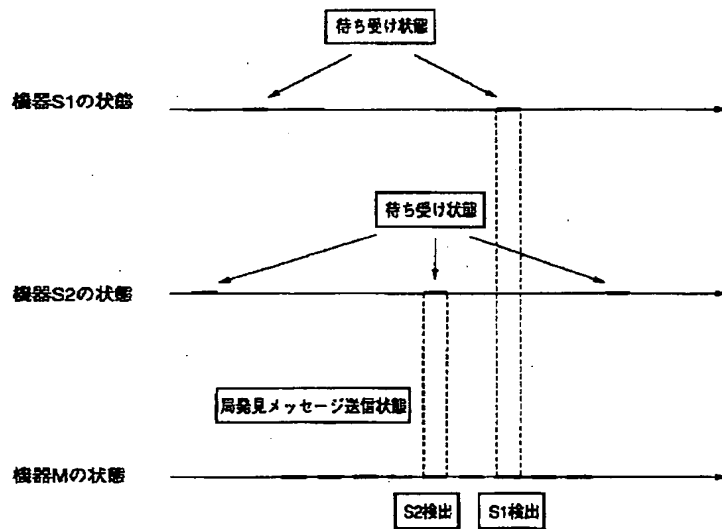 待ち受け状態
機器S1の状態
待ち受け状態
機器S2の状態
局発見メッセージ送信状態
機器Mの状態
S2検出
S1検出